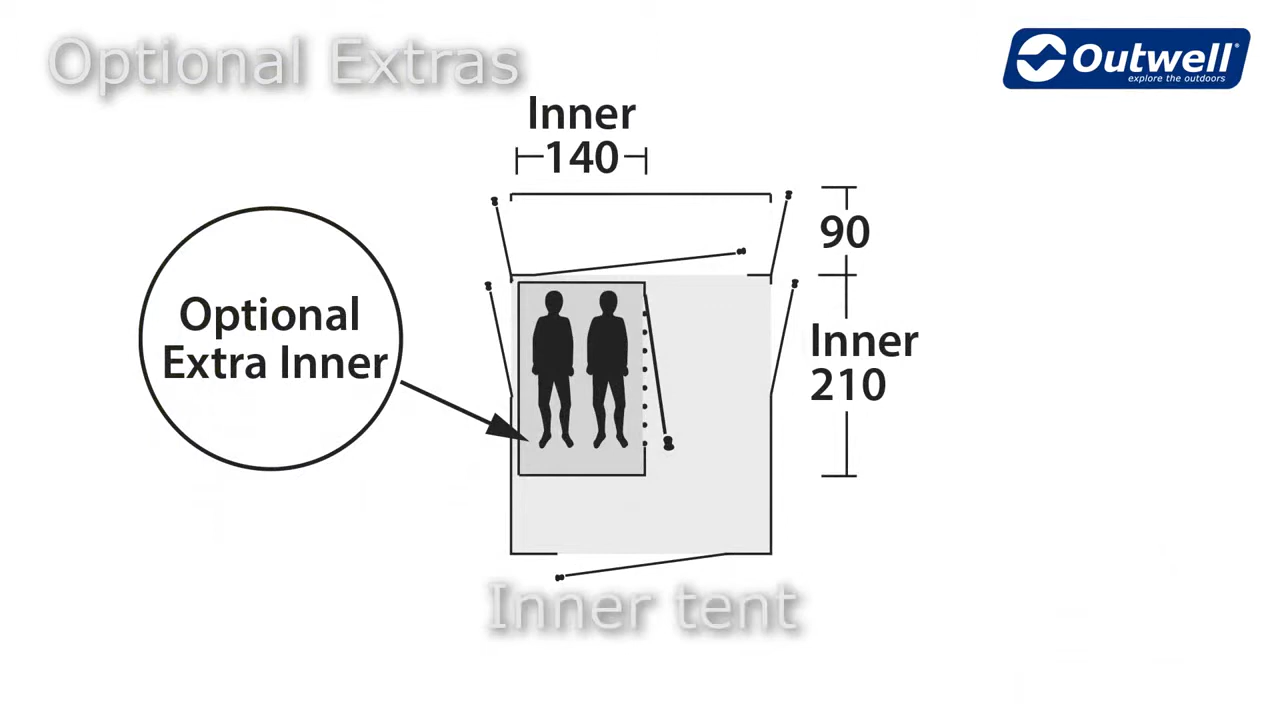 Optional Extras
Outwell®
explore the outdoors
Inner
140
90
Optional
Extra Inner
Inner
210
Inner tent